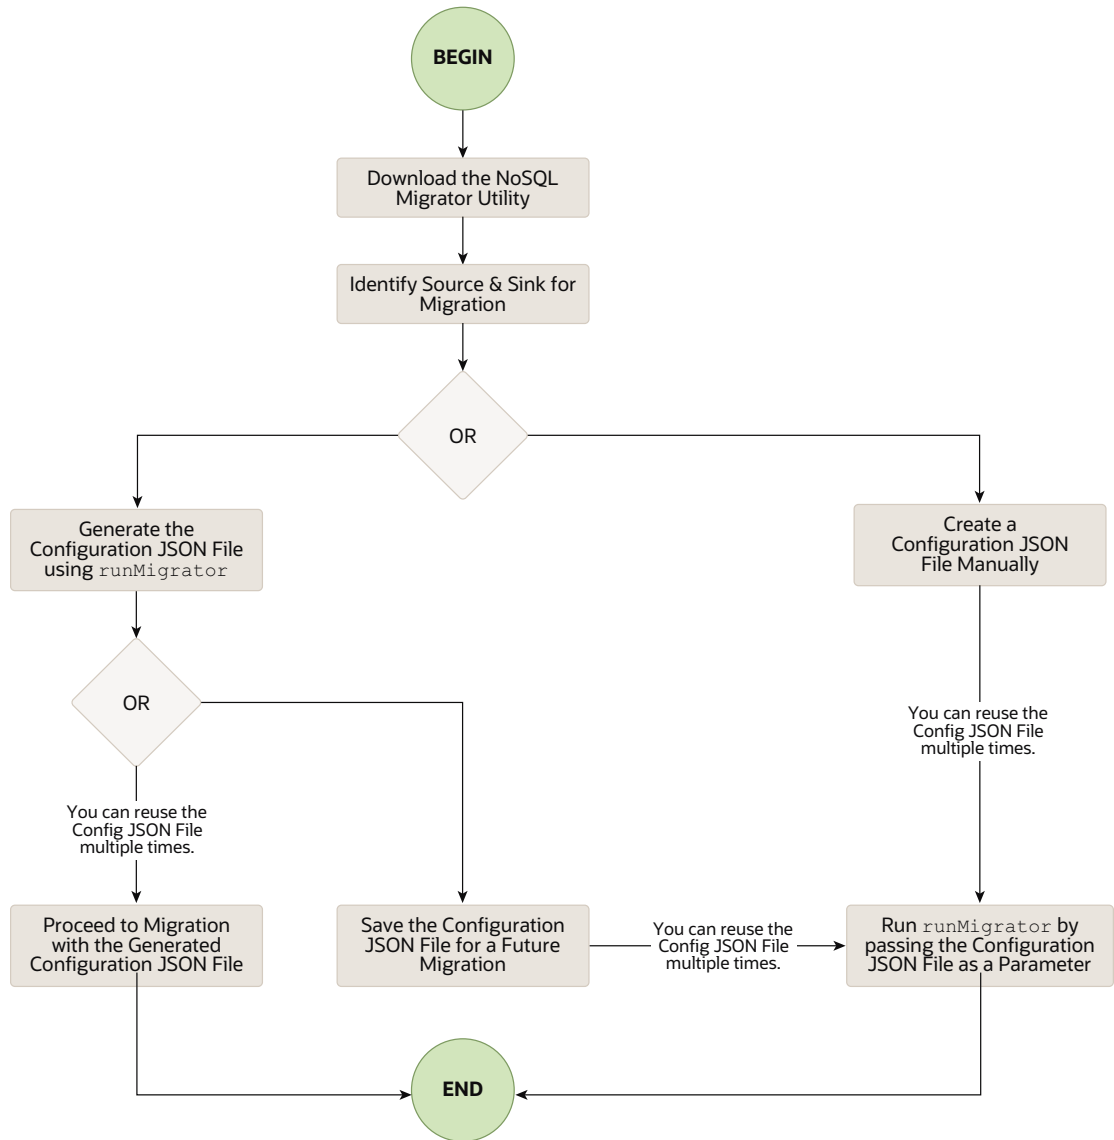 BEGIN
Download the NoSQL
Migrator Utility
Identify Source & Sink for
Migration
OR
Generate the
Configuration JSON File
using runMigrator
Create a
Configuration JSON
File Manually
OR
You can reuse the
Config JSON File
multiple times.
You can reuse the
Config JSON File
multiple times.
Proceed to Migration
with the Generated
Configuration JSON File
Save the Configuration
JSON File for a Future
Migration
You can reuse the
Config JSON File
multiple times.
Run runMigrator by
passing the Configuration
JSON File as a Parameter
END